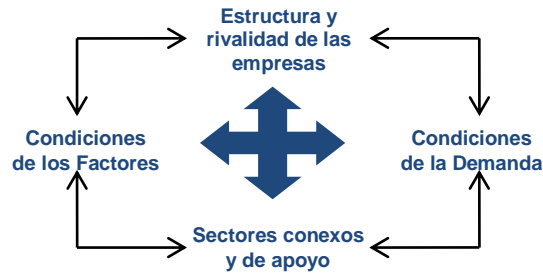 Estructura y
rivalidad de las
empresas
Condiciones
de los Factores
Condiciones
de la Demanda
Sectores conexos
y de apoyo